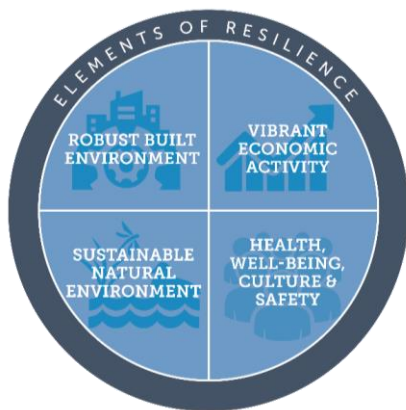 ELEMENTS OF RESILIENCE
ROBUST BUILT
ENVIRONMENT
VIBRANT
ECONOMIC
ACTIVITY
SUSTAINABLE
NATURAL
ENVIRONMENT
HEALTH,
WELL-BEING,
CULTURE &
SAFETY